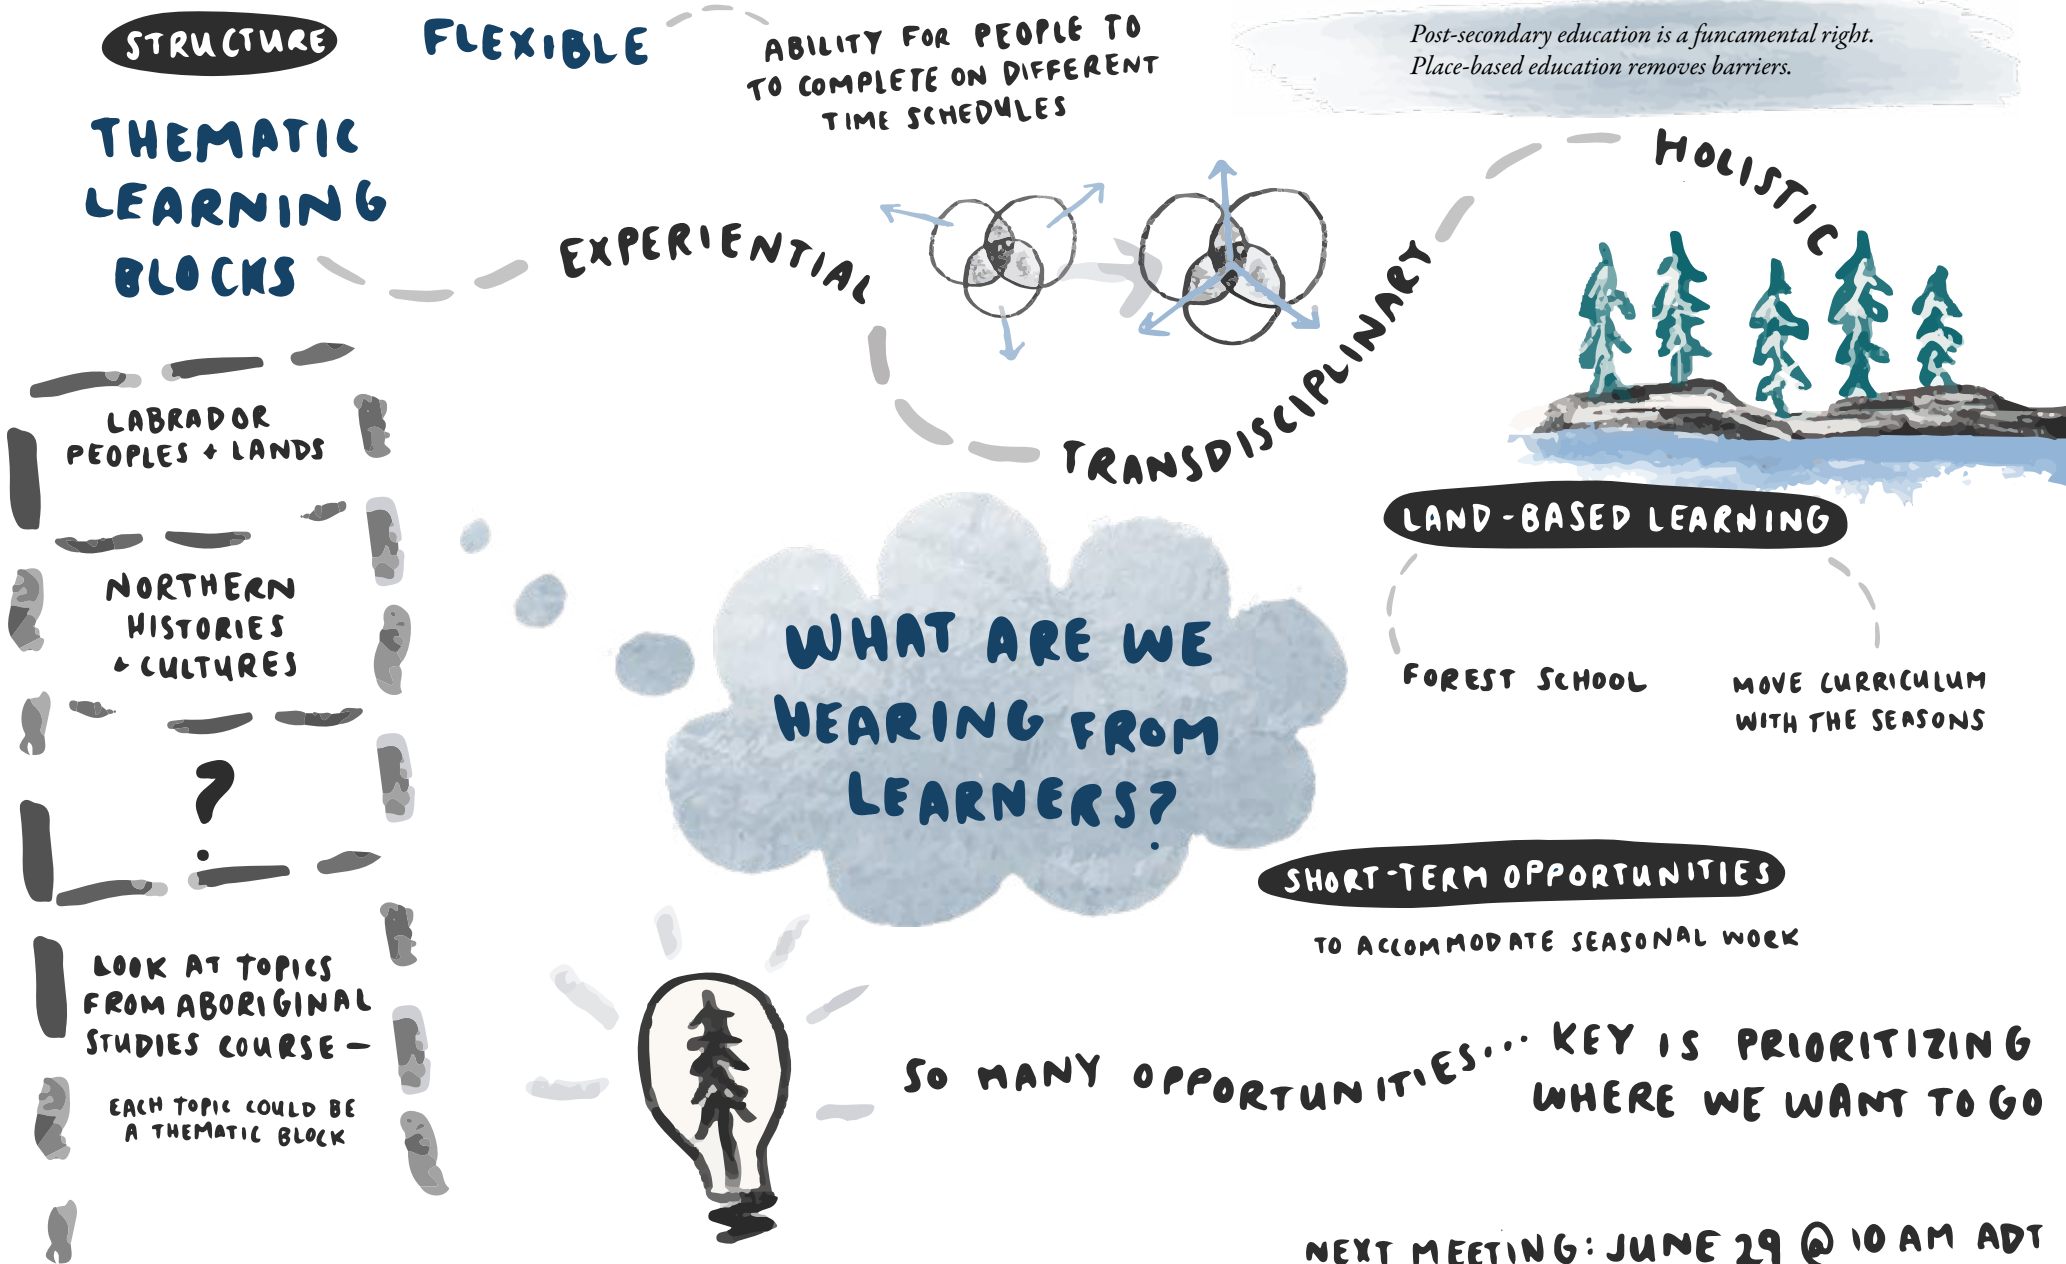 STRUCTURE
THEMATIC
LEARNING
BLOCKS
FLEXIBLE
ABILITY FOR PEOPLE TO
TO COMPLETE ON DIFFERENT
TIME SCHEDULES
Post-secondary education is a funcamental right.
Place-based education removes barriers.
EXPERIENTIAL
TRANSDISCIPLINARY
HOLISTIC
LABRADOR
PEOPLES + LANDS
NORTHERN
HISTORIES
+ CULTURES
?
LOOK AT TOPICS
FROM ABORIGINAL
STUDIES COURSE —
EACH TOPIC COULD BE
A THEMATIC BLOCK
WHAT ARE WE
HEARING FROM
LEARNERS?
LAND-BASED LEARNING
FOREST SCHOOL
MOVE CURRICULUM
WITH THE SEASONS
SHORT-TERM OPPORTUNITIES
TO ACCOMMODATE SEASONAL WORK
SO MANY OPPORTUNITIES... KEY IS PRIORITIZING
WHERE WE WANT TO GO
NEXT MEETING: JUNE 29 @ 10 AM ADT